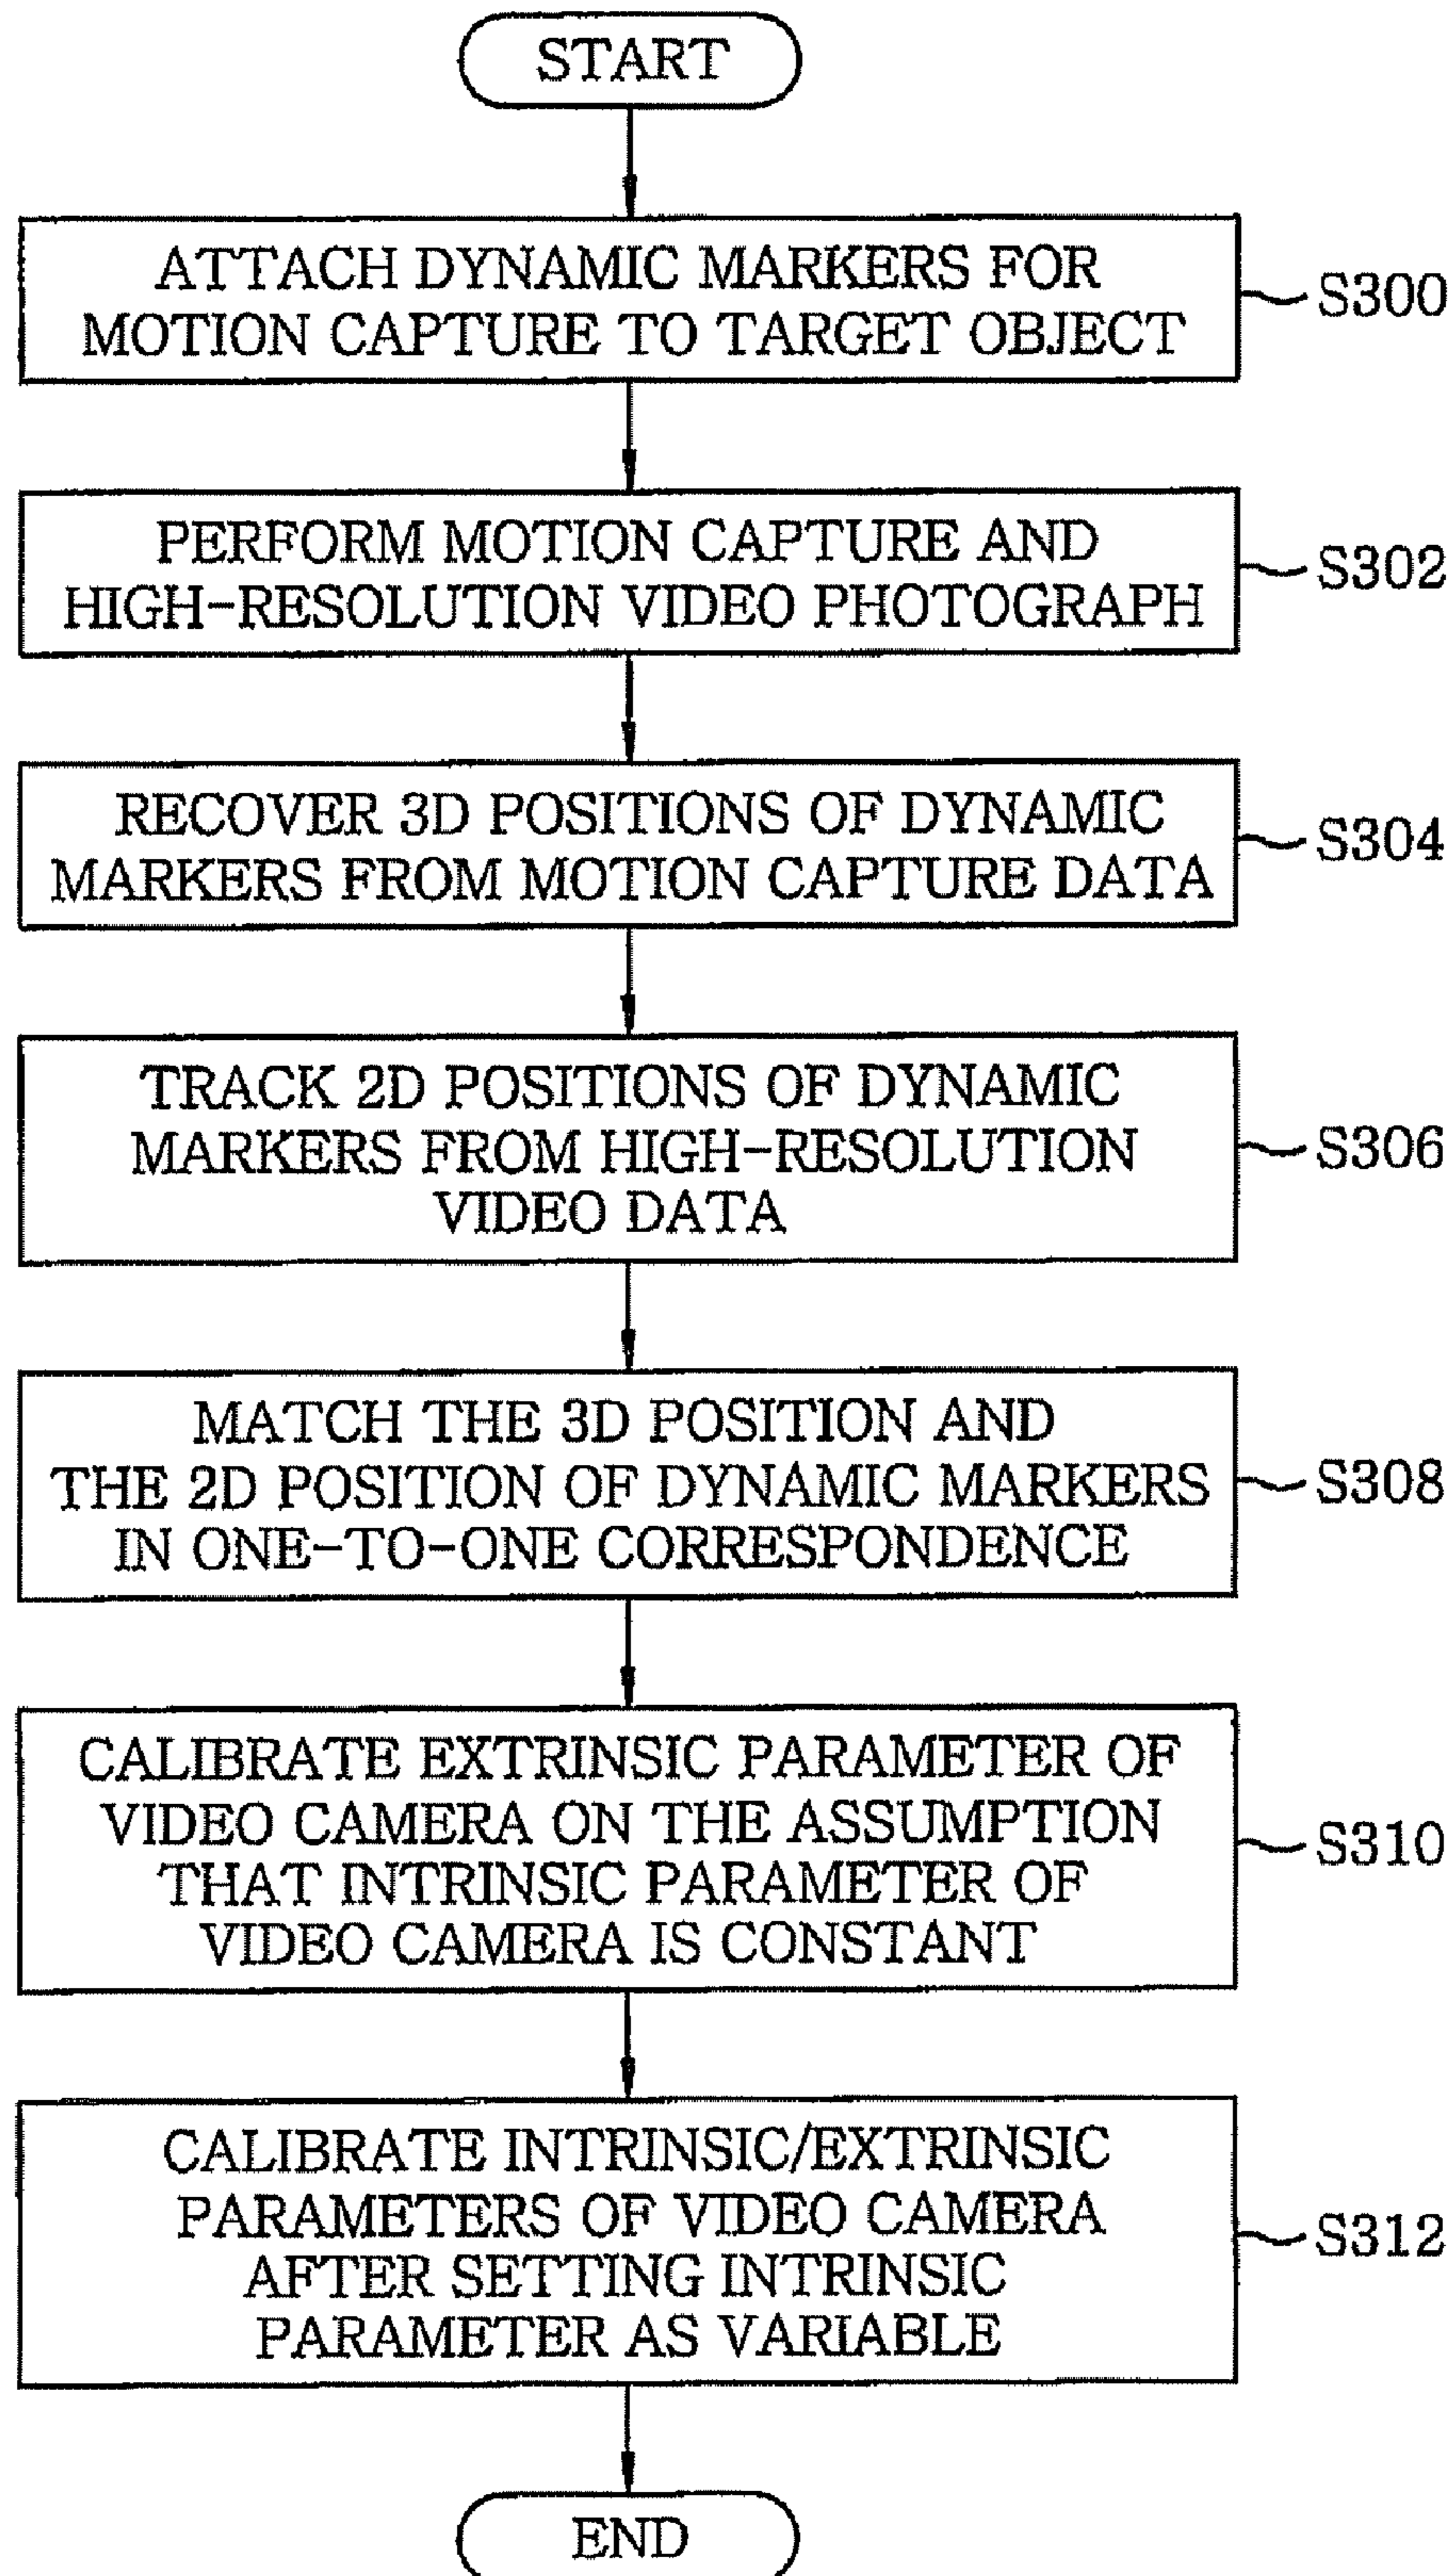 START
ATTACH DYNAMIC MARKERS FOR
MOTION CAPTURE TO TARGET OBJECT
S300
PERFORM MOTION CAPTURE AND
HIGH-RESOLUTION VIDEO PHOTOGRAPH
S302
RECOVER 3D POSITIONS OF DYNAMIC
MARKERS FROM MOTION CAPTURE DATA
S304
TRACK 2D POSITIONS OF DYNAMIC
MARKERS FROM HIGH-RESOLUTION
VIDEO DATA
S306
MATCH THE 3D POSITION AND
THE 2D POSITION OF DYNAMIC MARKERS
IN ONE-TO-ONE CORRESPONDENCE
S308
CALIBRATE EXTRINSIC PARAMETER OF
VIDEO CAMERA ON THE ASSUMPTION
THAT INTRINSIC PARAMETER OF
VIDEO CAMERA IS CONSTANT
S310
CALIBRATE INTRINSIC/EXTRINSIC
PARAMETERS OF VIDEO CAMERA
AFTER SETTING INTRINSIC
PARAMETER AS VARIABLE
S312
END